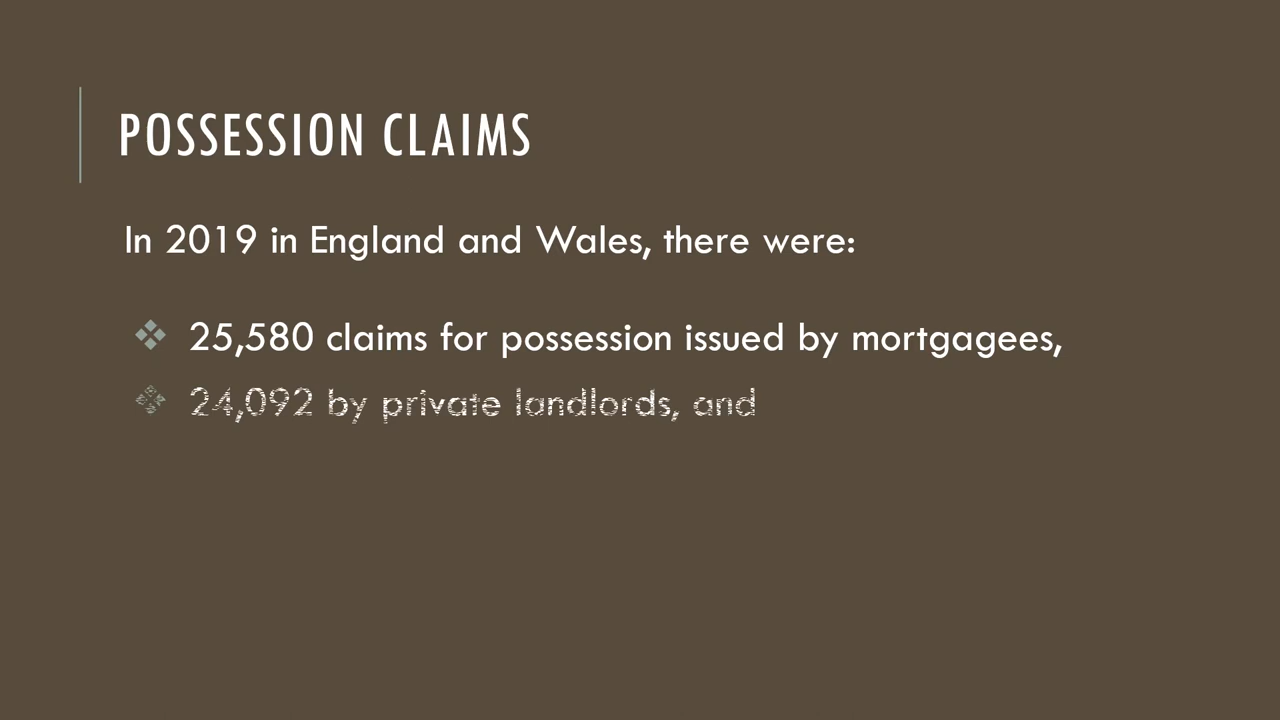 POSSESSION CLAIMS
In 2019 in England and Wales, there were:
25,580 claims for possession issued by mortgagees,
24,092 by private landlords, and